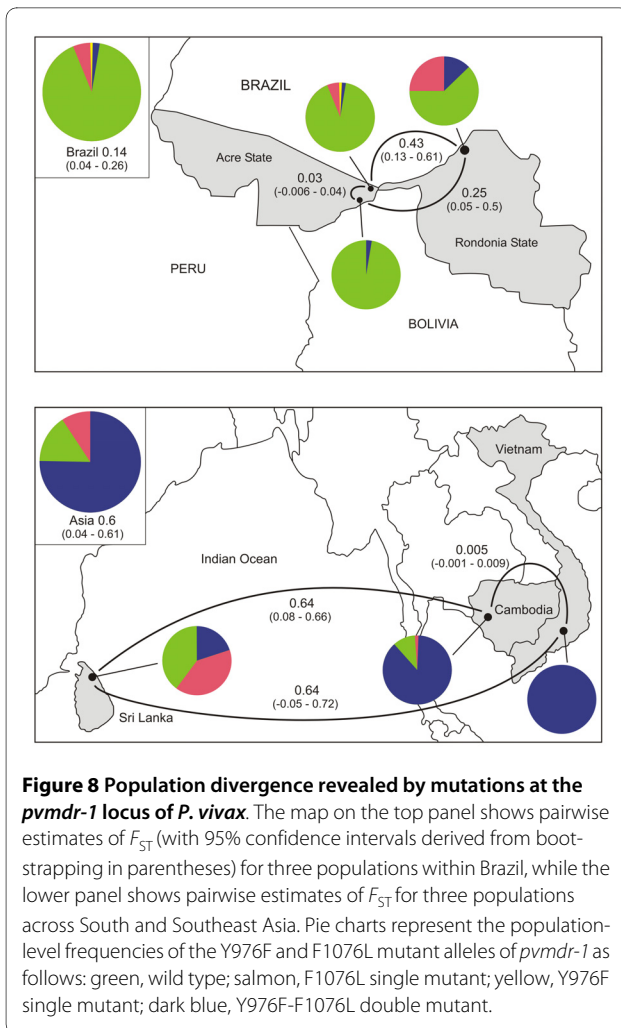 BRAZIL
Brazil 0.14
(0.04 - 0.26)
Acre State
0.03
(-0.006 - 0.04)
0.43
(0.13 - 0.61)
0.25
(0.05 - 0.5)
Rondonia State
PERU
BOLIVIA
Asia 0.6
(0.04 - 0.61)
Vietnam
Indian Ocean
0.005
(-0.001 - 0.009)
Cambodia
0.64
(0.08 - 0.66)
0.64
(-0.05 - 0.72)
Sri Lanka
Figure 8 Population divergence revealed by mutations at the
pvmdr-1 locus of P. vivax. The map on the top panel shows pairwise
estimates of FST (with 95% confidence intervals derived from boot-
strapping in parentheses) for three populations within Brazil, while the
lower panel shows pairwise estimates of FST for three populations
across South and Southeast Asia. Pie charts represent the population-
level frequencies of the Y976F and F1076L mutant alleles of pvmdr-1 as
follows: green, wild type; salmon, F1076L single mutant; yellow, Y976F
single mutant; dark blue, Y976F-F1076L double mutant.